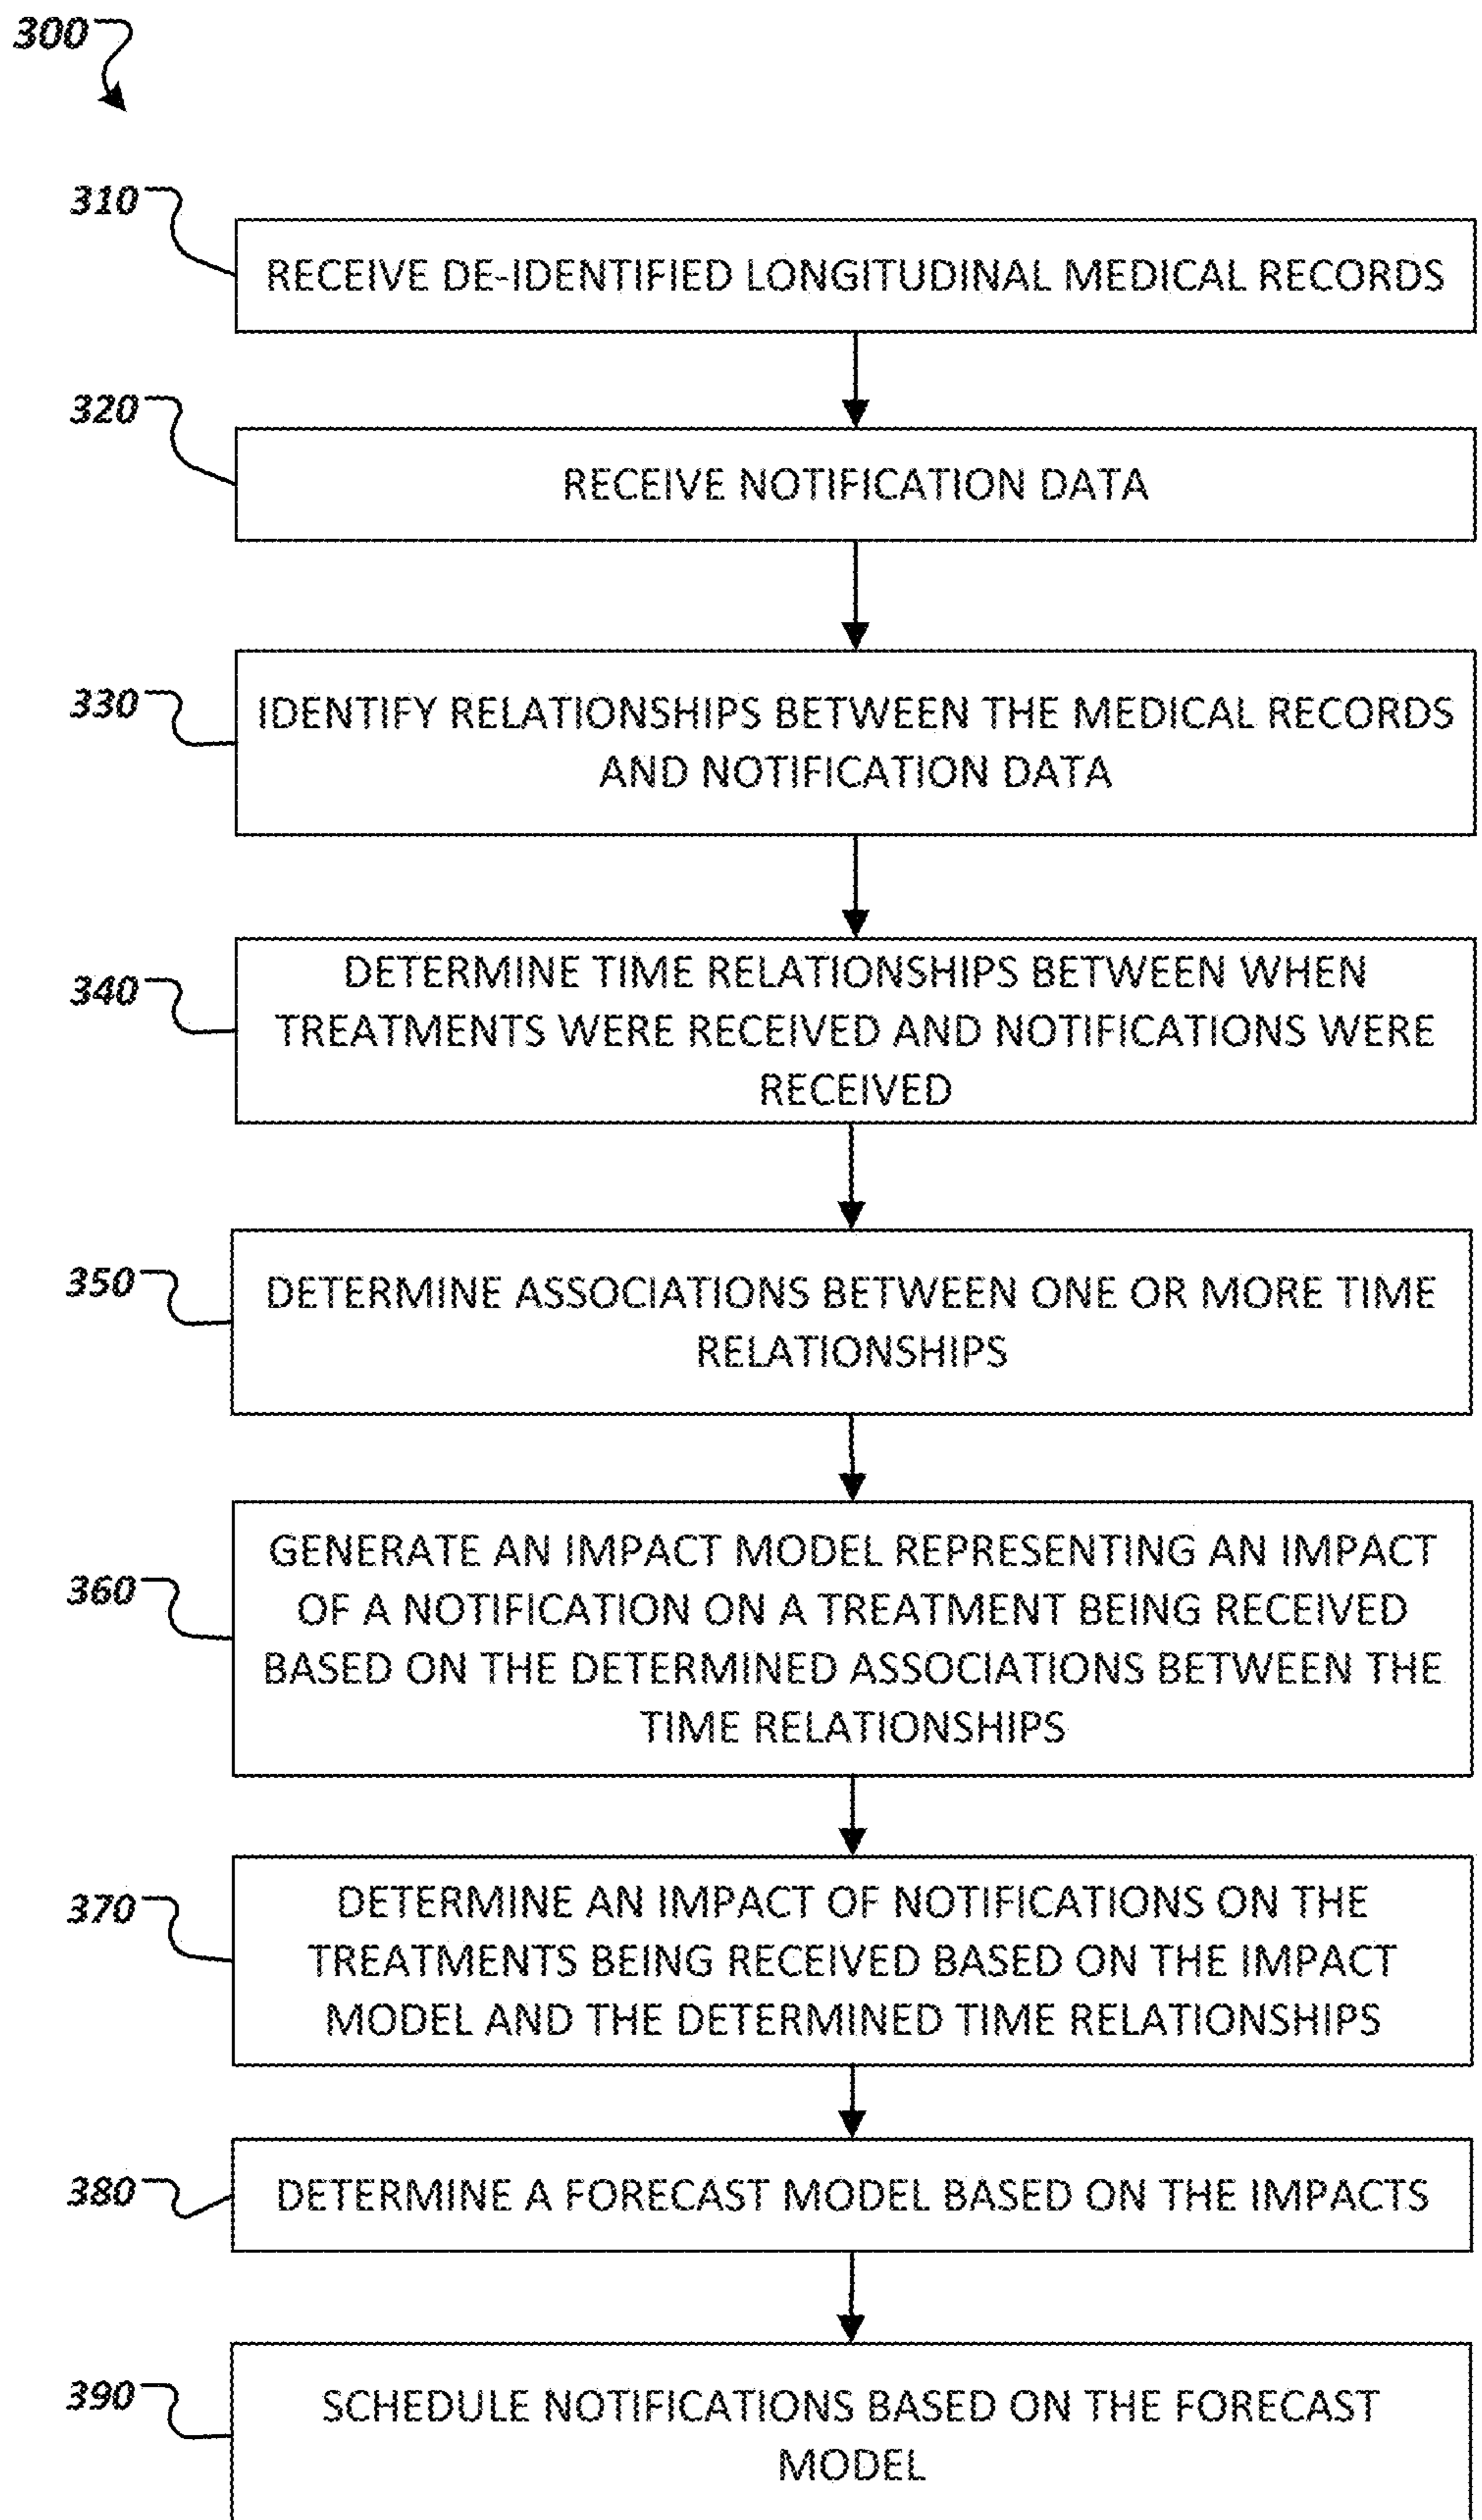 300
310
RECEIVE DE-IDENTIFIED LONGITUDINAL MEDICAL RECORDS
320
RECEIVE NOTIFICATION DATA
330
IDENTIFY RELATIONSHIPS BETWEEN THE MEDICAL RECORDS
AND NOTIFICATION DATA
340
DETERMINE TIME RELATIONSHIPS BETWEEN WHEN
TREATMENTS WERE RECEIVED AND NOTIFICATIONS WERE
RECEIVED
350
DETERMINE ASSOCIATIONS BETWEEN ONE OR MORE TIME
RELATIONSHIPS
360
GENERATE AN IMPACT MODEL REPRESENTING AN IMPACT
OF A NOTIFICATION ON A TREATMENT BEING RECEIVED
BASED ON THE DETERMINED ASSOCIATIONS BETWEEN THE
TIME RELATIONSHIPS
370
DETERMINE AN IMPACT OF NOTIFICATIONS ON THE
TREATMENTS BEING RECEIVED BASED ON THE IMPACT
MODEL AND THE DETERMINED TIME RELATIONSHIPS
380
DETERMINE A FORECAST MODEL BASED ON THE IMPACTS
390
SCHEDULE NOTIFICATIONS BASED ON THE FORECAST
MODEL